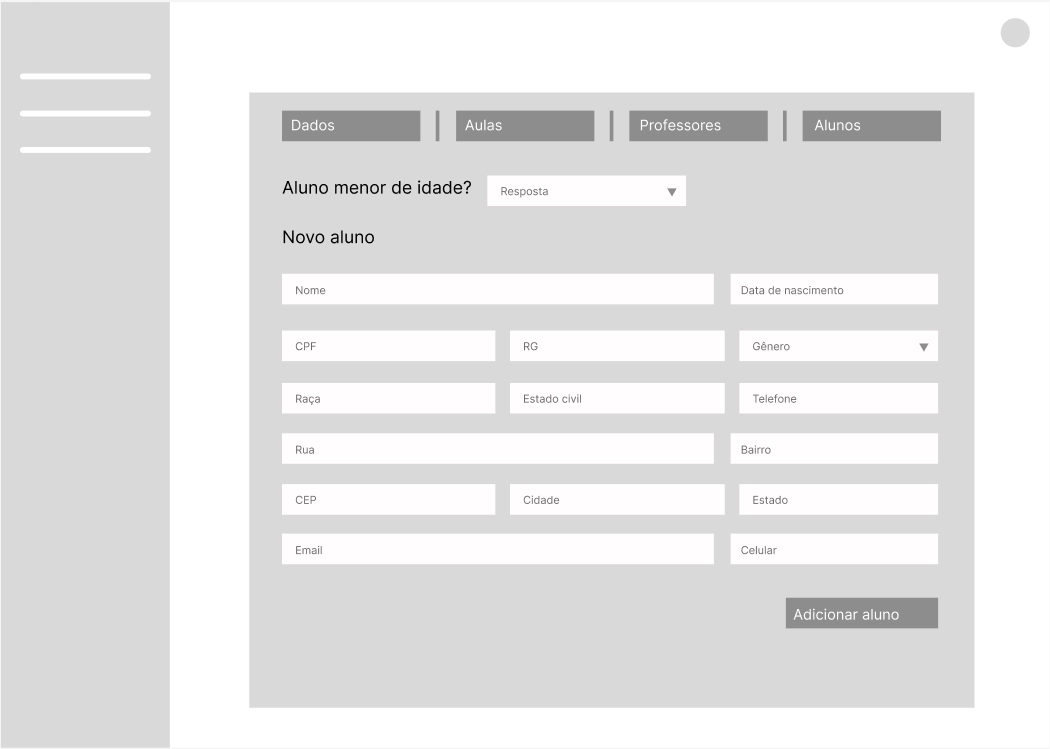 Dados
Aulas
Professores
Alunos
Aluno menor de idade?
Resposta
Novo aluno
Nome
Data de nascimento
CPF
RG
Gênero
Raça
Estado civil
Telefone
Rua
Bairro
CEP
Cidade
Estado
Email
Celular
Adicionar aluno